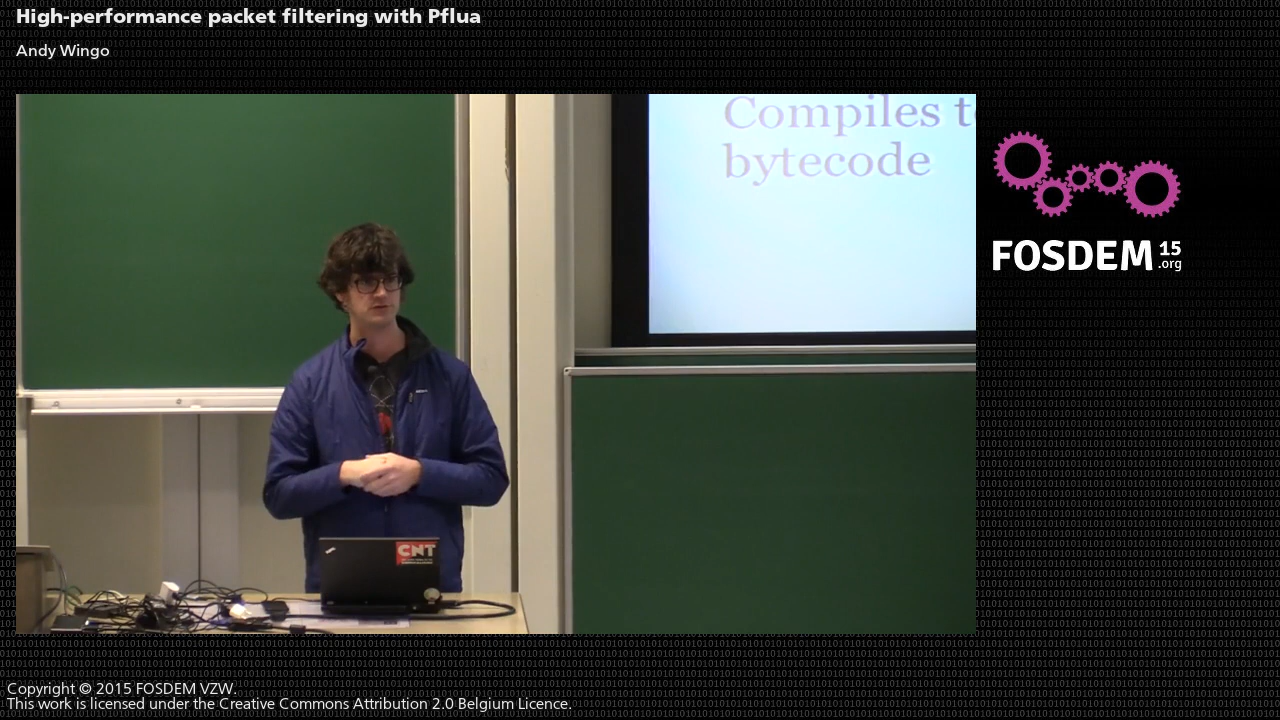 High-performance packet filtering with Pflua
Andy Wingo
Compiles t
bytecode
FOSDEM 15
.org
CNT
Copyright © 2015 FOSDEM VZW.
This work is licensed under the Creative Commons Attribution 2.0 Belgium Licence.